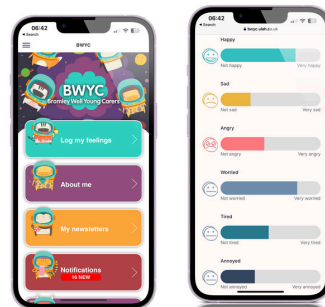 06:42
Search
BWYC
BWYC
Bromley Well Young Carers
Log my feelings
About me
My newsletters
Notifications
16 NEW
06:42
Search
Happy
Not happy
Very happy
Sad
Not sad
Very sad
Angry
Not angry
Very angry
Worried
Not worried
Very worried
Tired
Not tired
Very tired
Annoyed
Not annoyed
Very annoyed